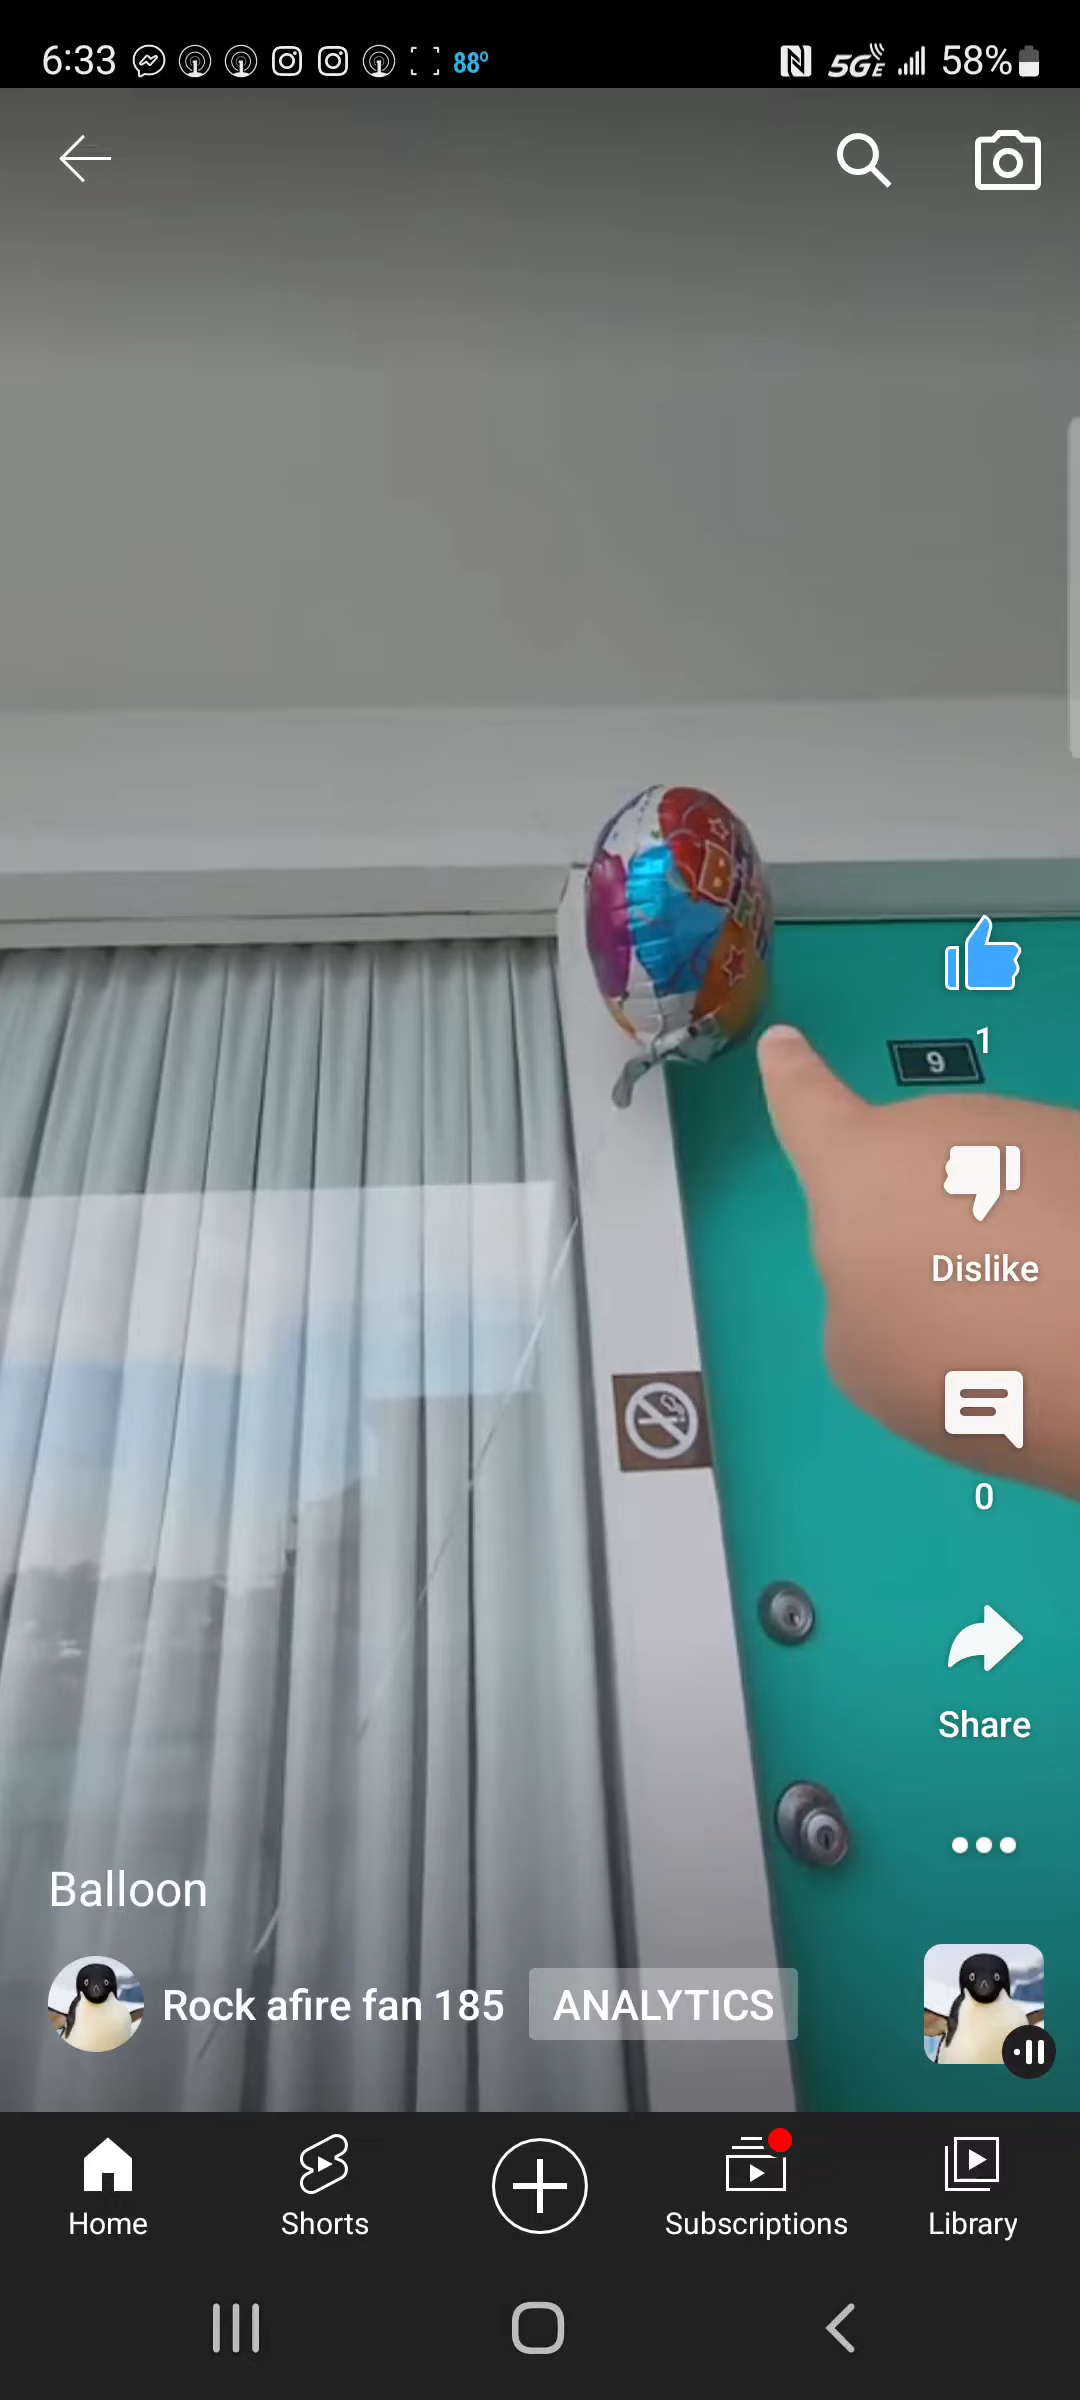 6:33
88°
5GE
58%
B
9
1
Dislike
0
Share
Balloon
Rock afire fan 185
ANALYTICS
Home
Shorts
Subscriptions
Library